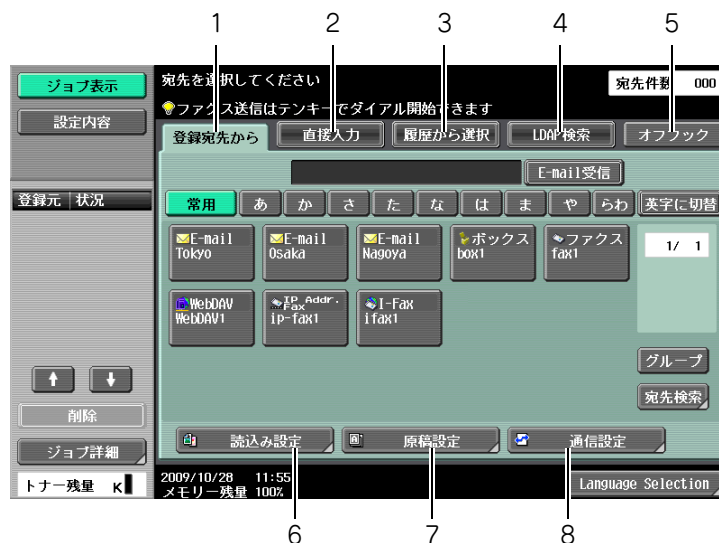 1 2 3 4 5
ジョブ表示
設定内容
登録元 状況
削除
ジョブ詳細
トナー残量 K
宛先を選択してください
宛先件数 000
ファクス送信はテンキーでダイアル開始できます
登録宛先から 直接入力 履歴から選択 LDAP検索 オフフック
E-mail受信
常用 あ か さ た な は ま や らわ 英字に切替
E-mail E-mail E-mail ボックス ファクス
Tokyo Osaka Nagoya box1 fax1
1/ 1
WebDAV IP Addr. Fax I-Fax
WebDAV1 ip-fax1 ifax1
グループ
宛先検索
読込み設定 原稿設定 通信設定
2009/10/28 11:55
メモリー残量 100%
Language Selection
6 7 8